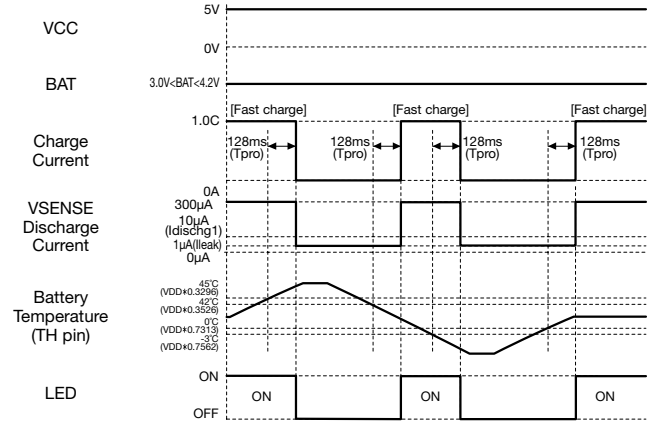 VCC
5V
0V
BAT
3.0V<BAT<4.2V
[Fast charge] [Fast charge] [Fast charge]
Charge
Current
1.0C
128ms
(Tpro)
128ms
(Tpro)
128ms
(Tpro)
128ms
(Tpro)
0A
VSENSE
Discharge
Current
300μA
10μA
(Idischg1)
1μA(Ileak)
0μA
Battery
Temperature
(TH pin)
45℃
(VDD*0.3296)
42℃
(VDD*0.3526)
0℃
(VDD*0.7313)
-3℃
(VDD*0.7562)
LED
ON
OFF
ON ON ON